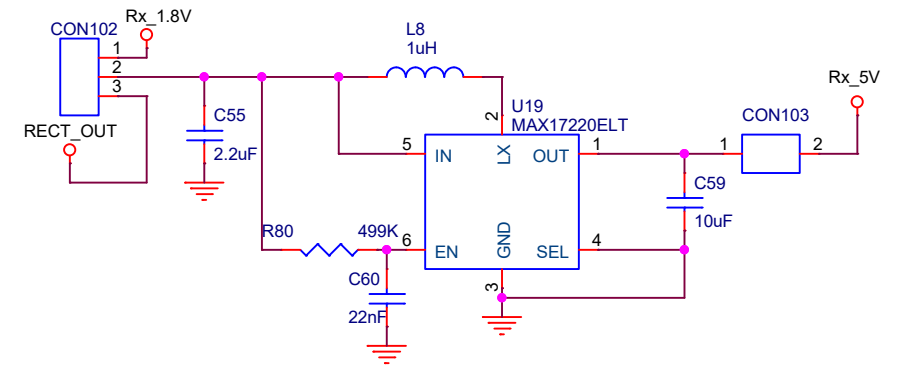 Rx_1.8V
CON102
1
2
3
RECT_OUT
C55
2.2uF
L8
1uH
2
U19
MAX17220ELT
5
IN
LX
OUT
1
6
EN
GND
SEL
4
3
R80
499K
C60
22nF
C59
10uF
CON103
1
2
Rx_5V